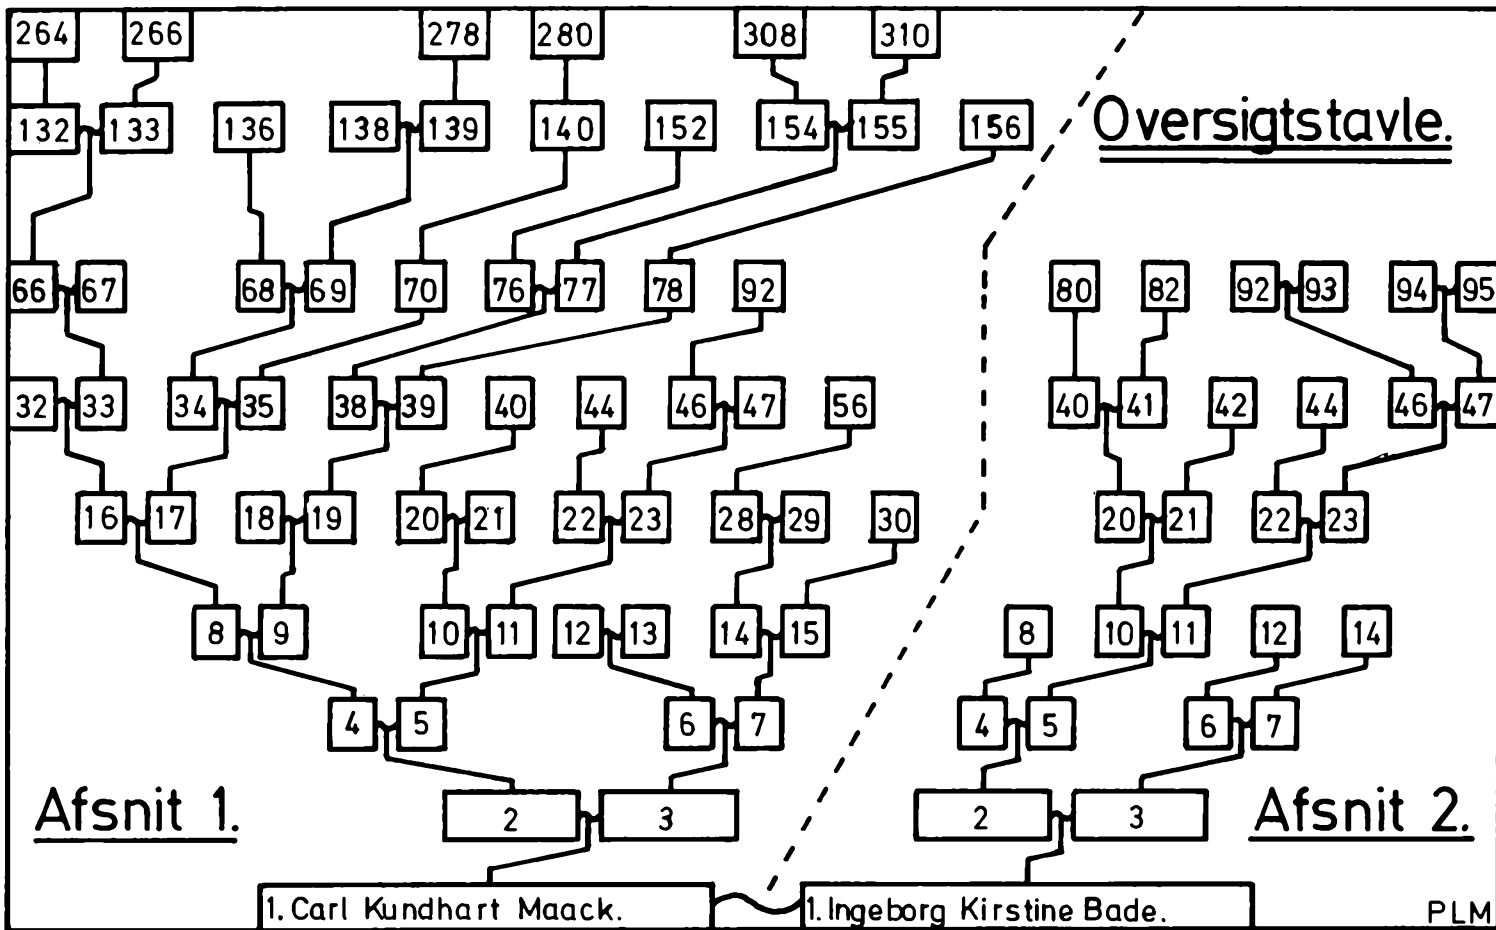 264 266 278 280 308 310
132 133 136 138 139 140 152 154 155 156
Oversigtstavle.
66 67 68 69 70 76 77 78 92 80 82 92 93 94 95
32 33 34 35 38 39 40 44 46 47 56 40 41 42 44 46 47
16 17 18 19 20 21 22 23 28 29 30 20 21 22 23
8 9 10 11 12 13 14 15 8 10 11 12 14
4 5 6 7 4 5 6 7
Afsnit 1. 2 3 2 3 Afsnit 2.
1. Carl Kundhart Maack. 1. Ingeborg Kirstine Bade. PLM